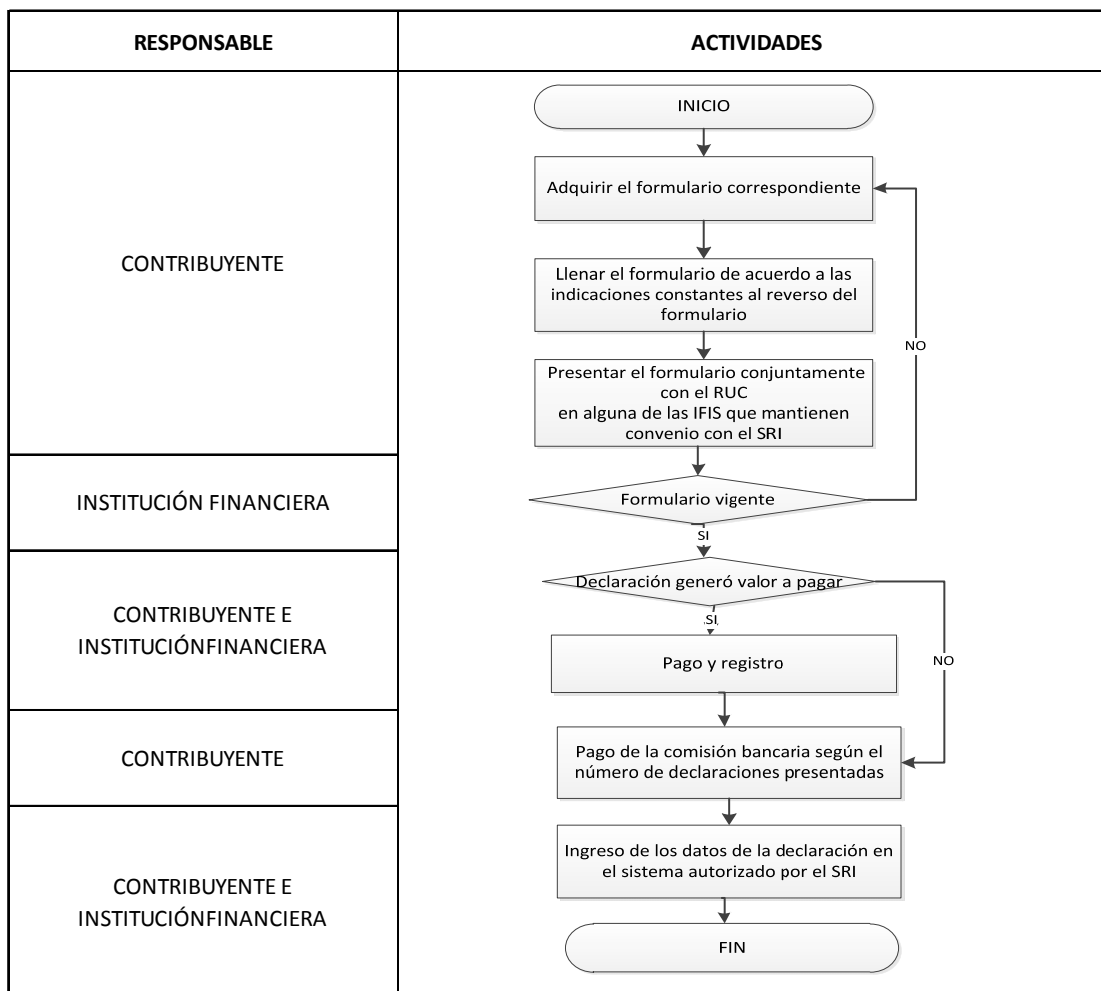 RESPONSABLE
ACTIVIDADES
CONTRIBUYENTE
INICIO
Adquirir el formulario correspondiente
Llenar el formulario de acuerdo a las
indicaciones constantes al reverso del
formulario
NO
Presentar el formulario conjuntamente
con el RUC
en alguna de las IFIS que mantienen
convenio con el SRI
INSTITUCIÓN FINANCIERA
Formulario vigente
SI
CONTRIBUYENTE E
INSTITUCIÓNFINANCIERA
Declaración generó valor a pagar
SI
Pago y registro
NO
CONTRIBUYENTE
Pago de la comisión bancaria según el
número de declaraciones presentadas
CONTRIBUYENTE E
INSTITUCIÓNFINANCIERA
Ingreso de los datos de la declaración en
el sistema autorizado por el SRI
FIN